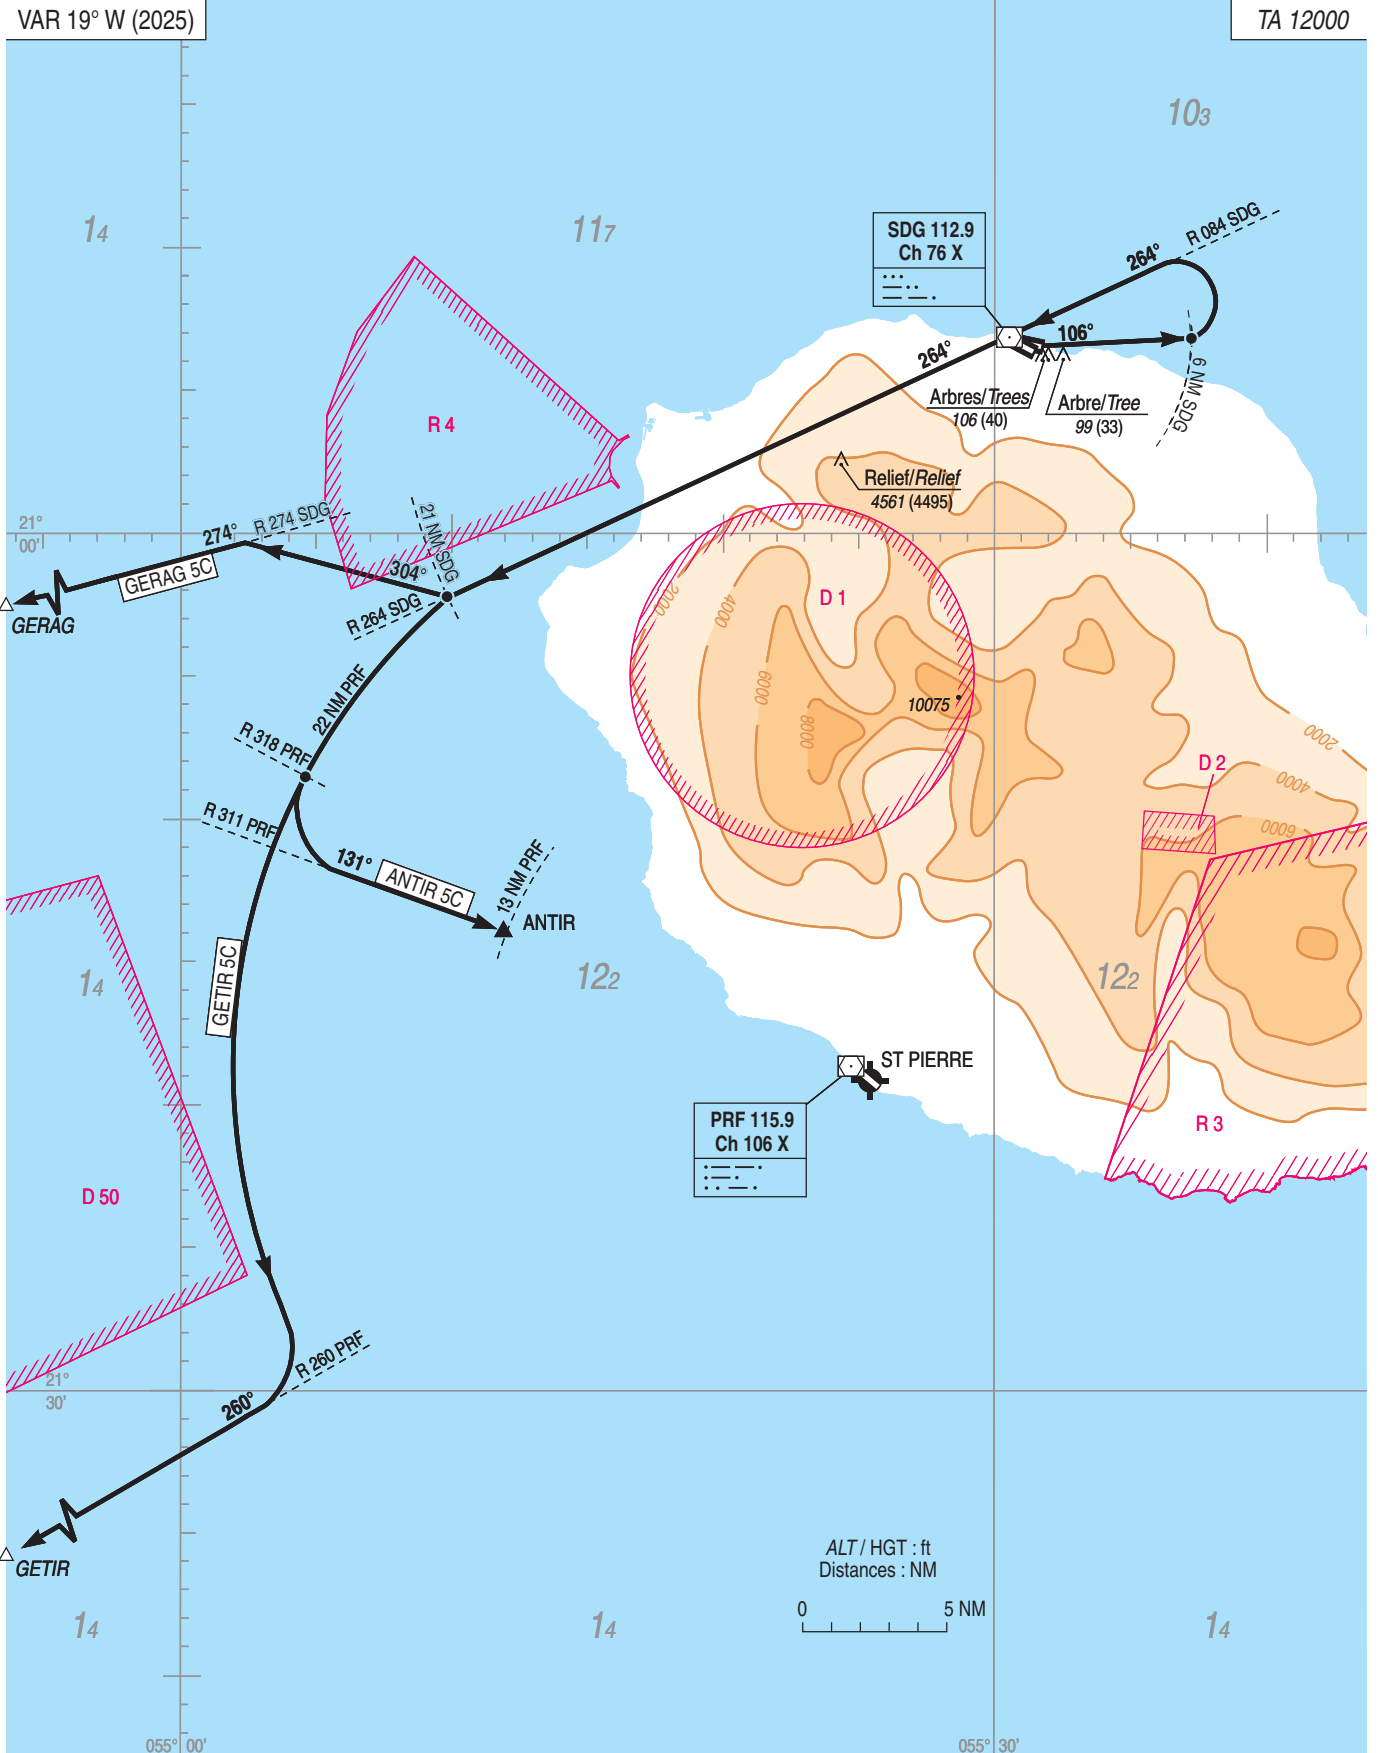 VAR 19° W (2025)
TA 12000
103
14
117
R 084 SDG
264°
SDG 112.9
Ch 76 X
106°
264°
6 NM SDG
Arbres/Trees
106 (40)
Arbre/Tree
99 (33)
R 4
Relief/Relief
4561 (4495)
21°
00'
274°
R 274 SDG
21 NM SDG
304°
GERAG 5C
R 264 SDG
GERAG
D 1
2000
4000
6000
8000
10075
22 NM PRF
R 318 PRF
R 311 PRF
131°
ANTIR 5C
13 NM PRF
ANTIR
2000
D 2
4000
6000
GETIR 5C
14
122
122
ST PIERRE
PRF 115.9
Ch 106 X
R 3
D 50
R 260 PRF
21°
30'
260°
GETIR
ALT / HGT : ft
Distances : NM
0
5 NM
14
14
14
055° 00'
055° 30'